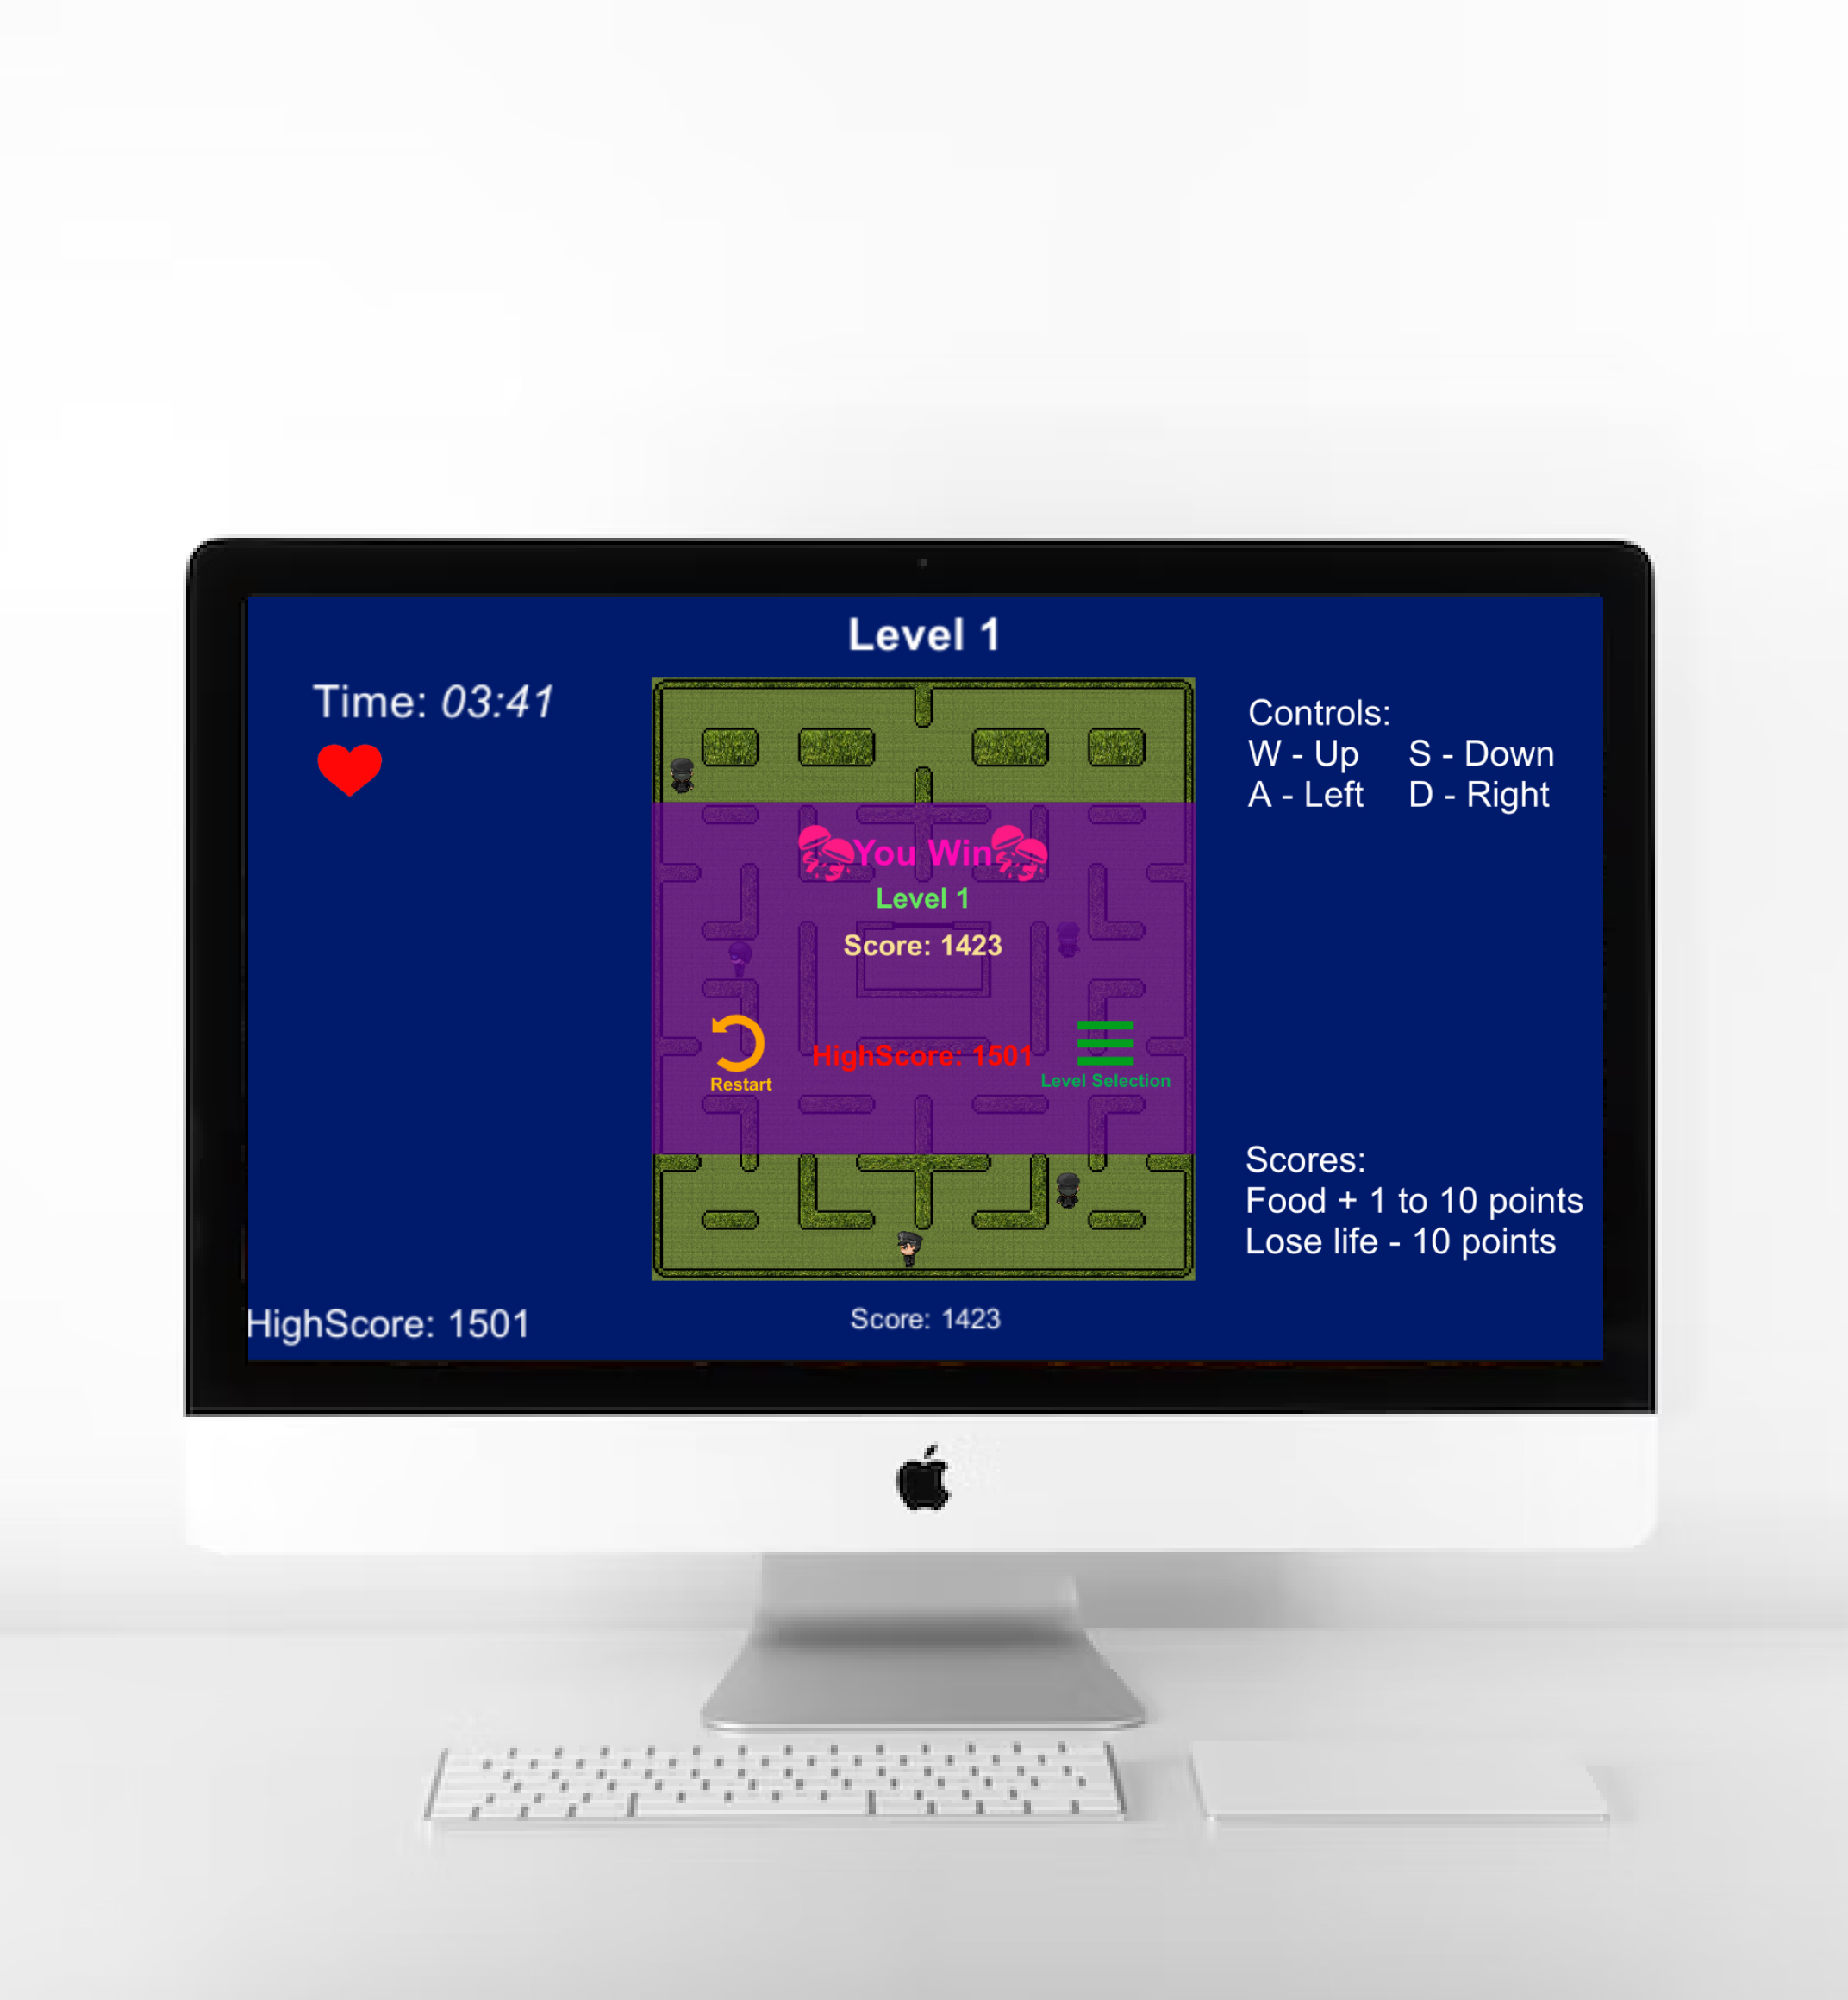 Level 1
Time: 03:41
Controls:
W - Up S - Down
A - Left D - Right
You Win
Level 1
Score: 1423
HighScore: 1501
Restart
Level Selection
Scores:
Food + 1 to 10 points
Lose life - 10 points
HighScore: 1501
Score: 1423